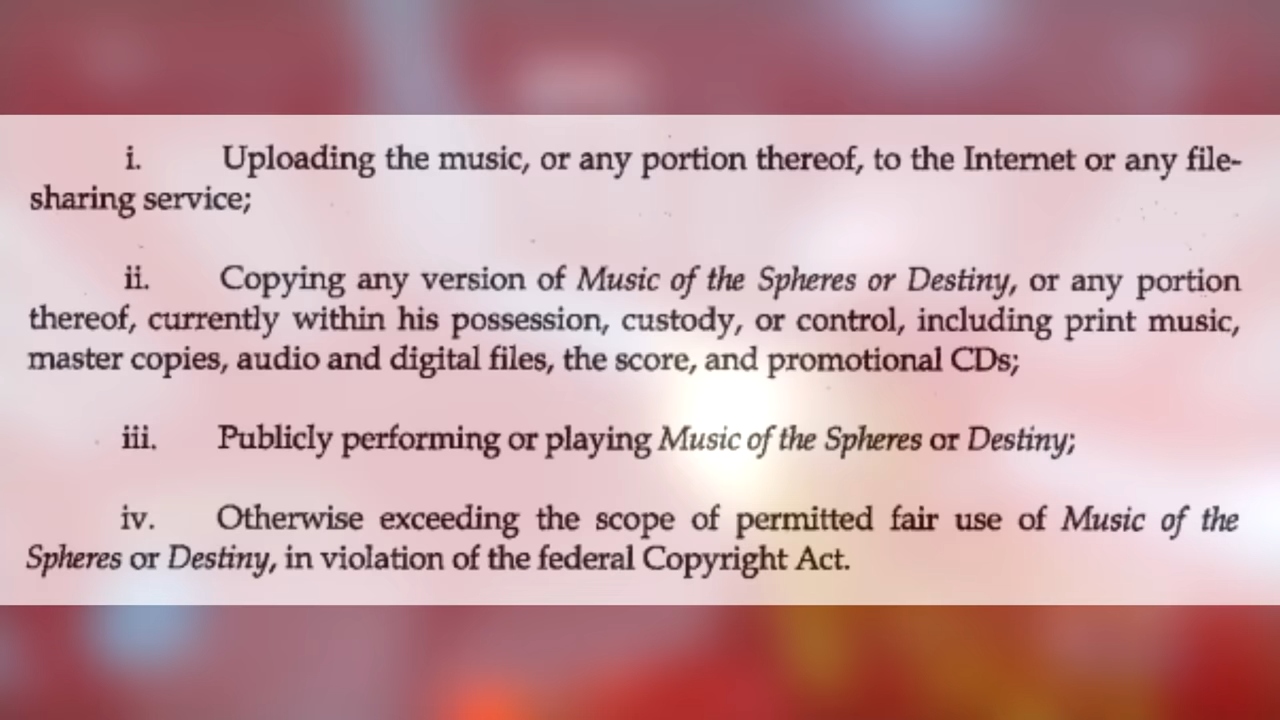 i. Uploading the music, or any portion thereof, to the Internet or any file-
sharing service;
ii. Copying any version of Music of the Spheres or Destiny, or any portion
thereof, currently within his possession, custody, or control, including print music,
master copies, audio and digital files, the score, and promotional CDs;
iii. Publicly performing or playing Music of the Spheres or Destiny;
iv. Otherwise exceeding the scope of permitted fair use of Music of the
Spheres or Destiny, in violation of the federal Copyright Act.